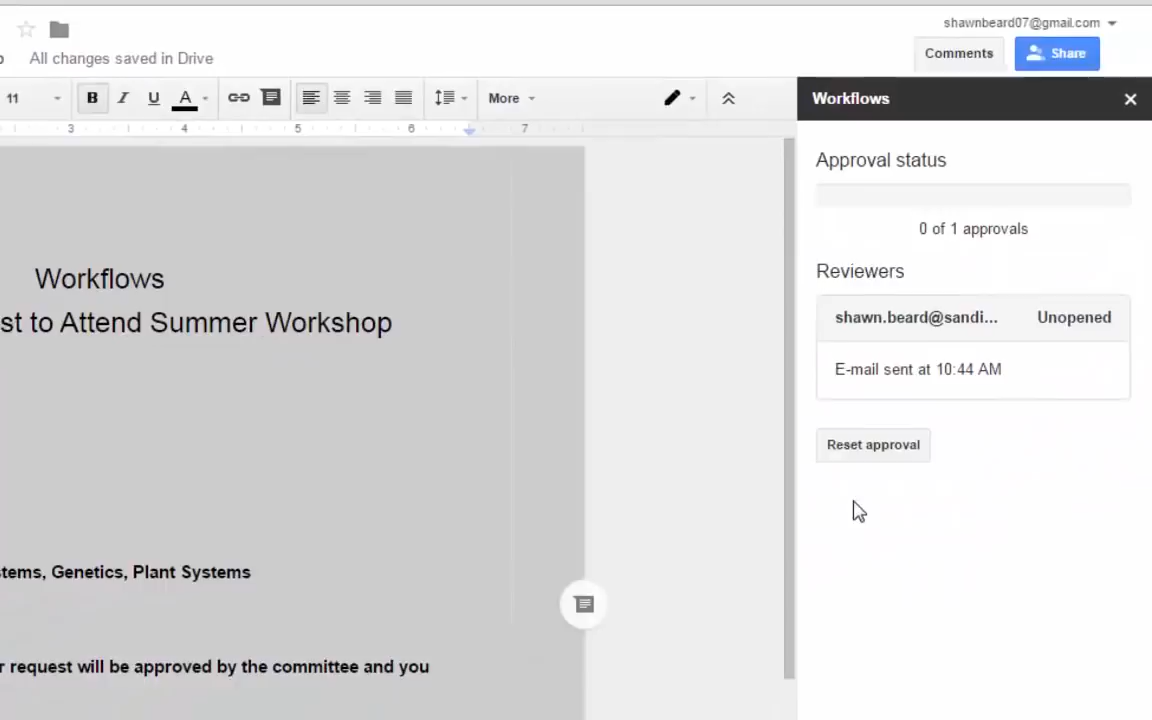 shawnbeard07@gmail.com
All changes saved in Drive
Comments
Share
11
B
I
U
A
More
Workflows
3 4 5 6 7
Approval status
0 of 1 approvals
Reviewers
shawn.beard@sandi... Unopened
E-mail sent at 10:44 AM
Reset approval
Workflows
st to Attend Summer Workshop
stems, Genetics, Plant Systems
r request will be approved by the committee and you